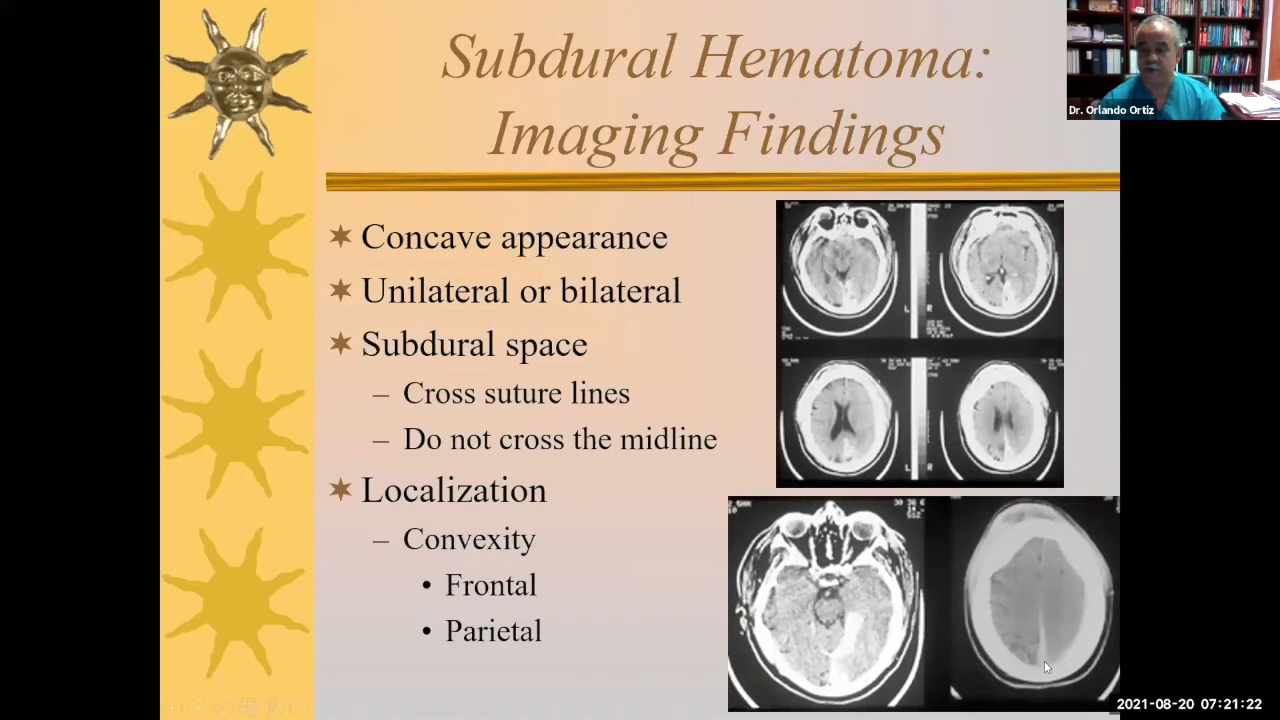 Subdural Hematoma:
Imaging Findings
Dr. Orlando Ortiz
Concave appearance
Unilateral or bilateral
Subdural space
– Cross suture lines
– Do not cross the midline
Localization
– Convexity
• Frontal
• Parietal
L
R
L
R
2021-08-20 07:21:22